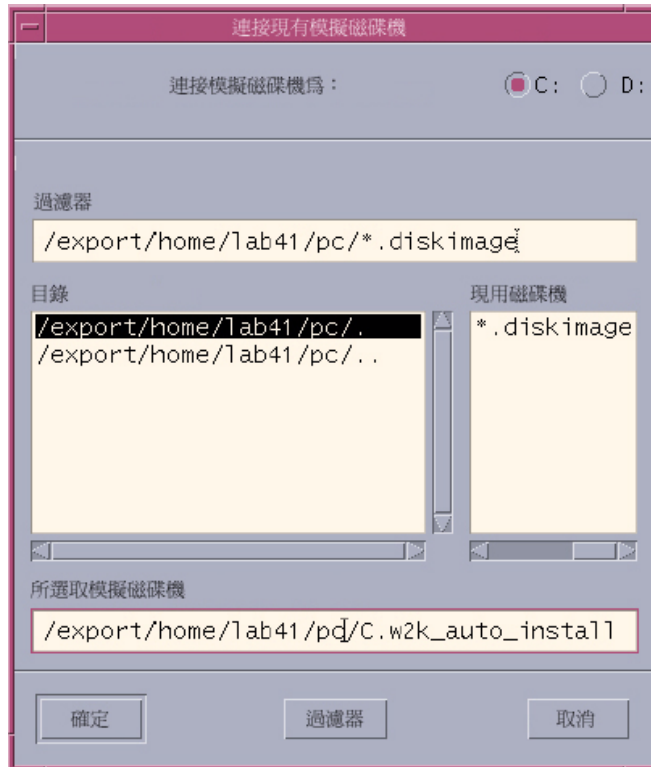 連接現有模擬磁碟機
連接模擬磁碟機爲：
C:
D:
過濾器
/export/home/lab41/pc/*.diskimage
目錄
現用磁碟機
/export/home/lab41/pc/.
/export/home/lab41/pc/..
*.diskimage
所選取模擬磁碟機
/export/home/lab41/pc/C.w2k_auto_install
確定
過濾器
取消